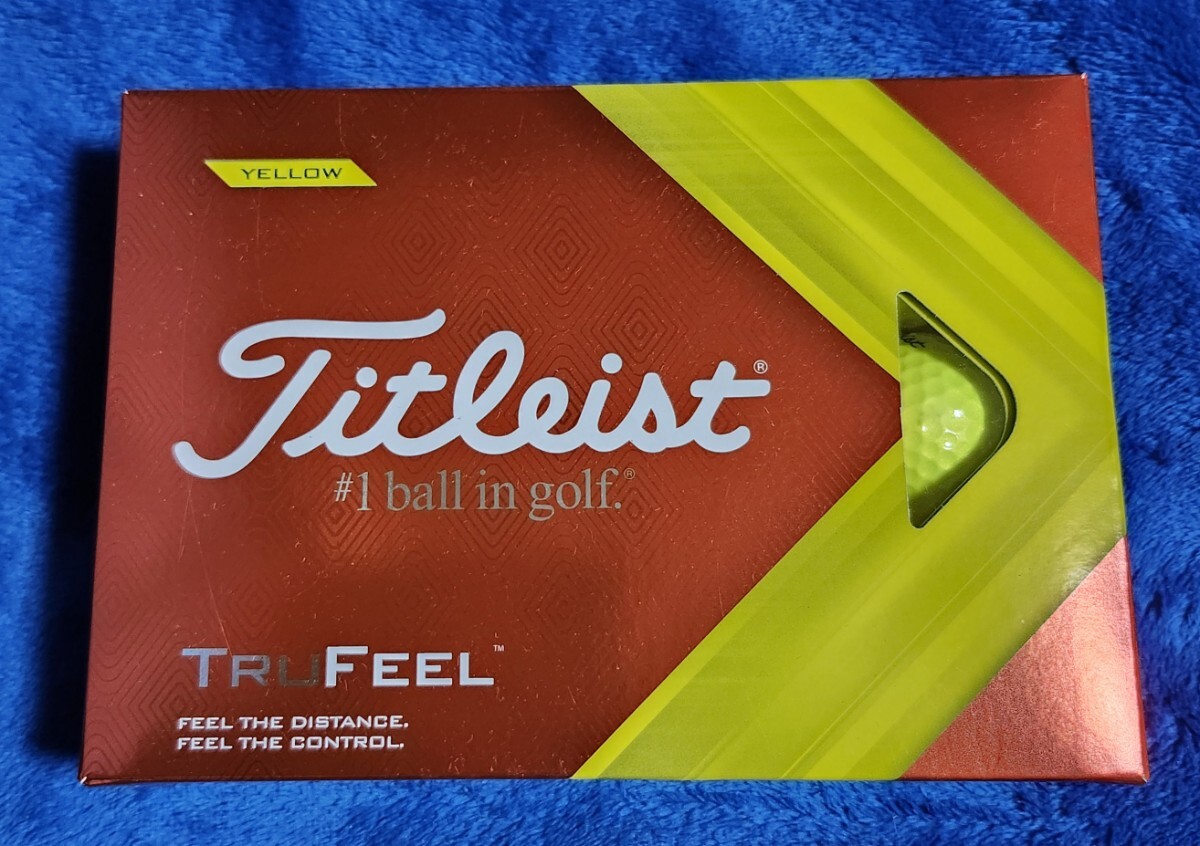 YELLOW
Titleist®
#1 ball in golf.®
TRUFEEL™
FEEL THE DISTANCE.
FEEL THE CONTROL.